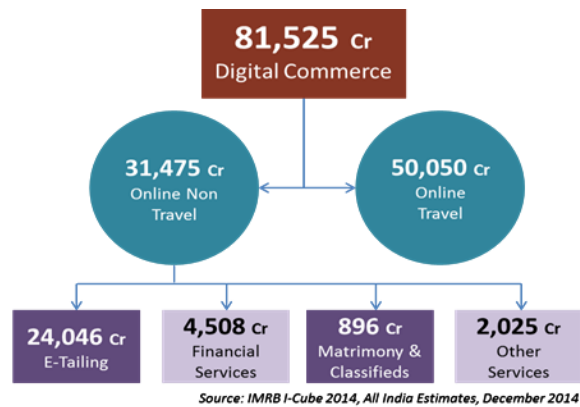 81,525 Cr
Digital Commerce
31,475 Cr
Online Non
Travel
50,050 Cr
Online
Travel
24,046 Cr
E-Tailing
4,508 Cr
Financial
Services
896 Cr
Matrimony &
Classifieds
2,025 Cr
Other
Services
Source: IMRB I-Cube 2014, All India Estimates, December 2014